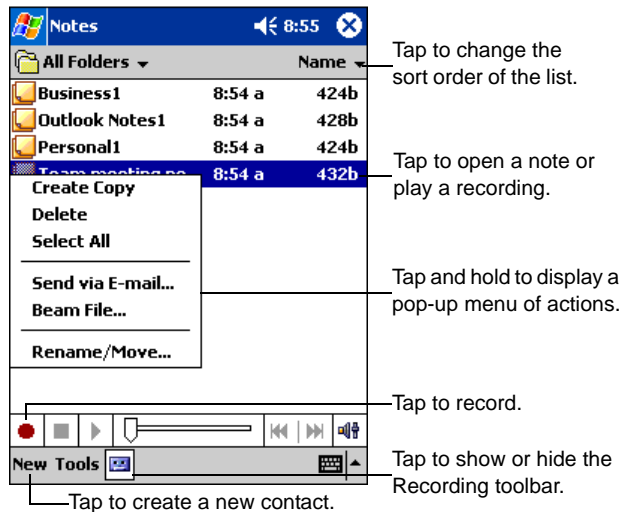 Notes 8:55
All Folders Name
Business1 8:54 a 424b
Outlook Notes1 8:54 a 428b
Personal1 8:54 a 424b
Team meeting no 8:54 a 432b
Create Copy
Delete
Select All
Send via E-mail...
Beam File...
Rename/Move...
New Tools
Tap to change the
sort order of the list.
Tap to open a note or
play a recording.
Tap and hold to display a
pop-up menu of actions.
Tap to record.
Tap to show or hide the
Recording toolbar.
Tap to create a new contact.